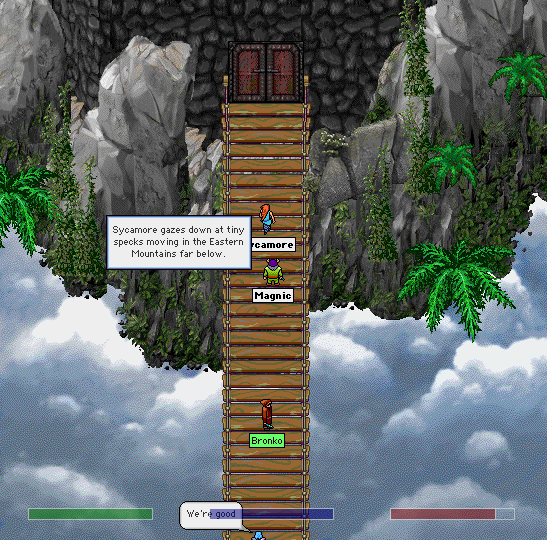 Sycamore gazes down at tiny
specks moving in the Eastern
Mountains far below.
ycamore
Magnic
Bronko
We're good